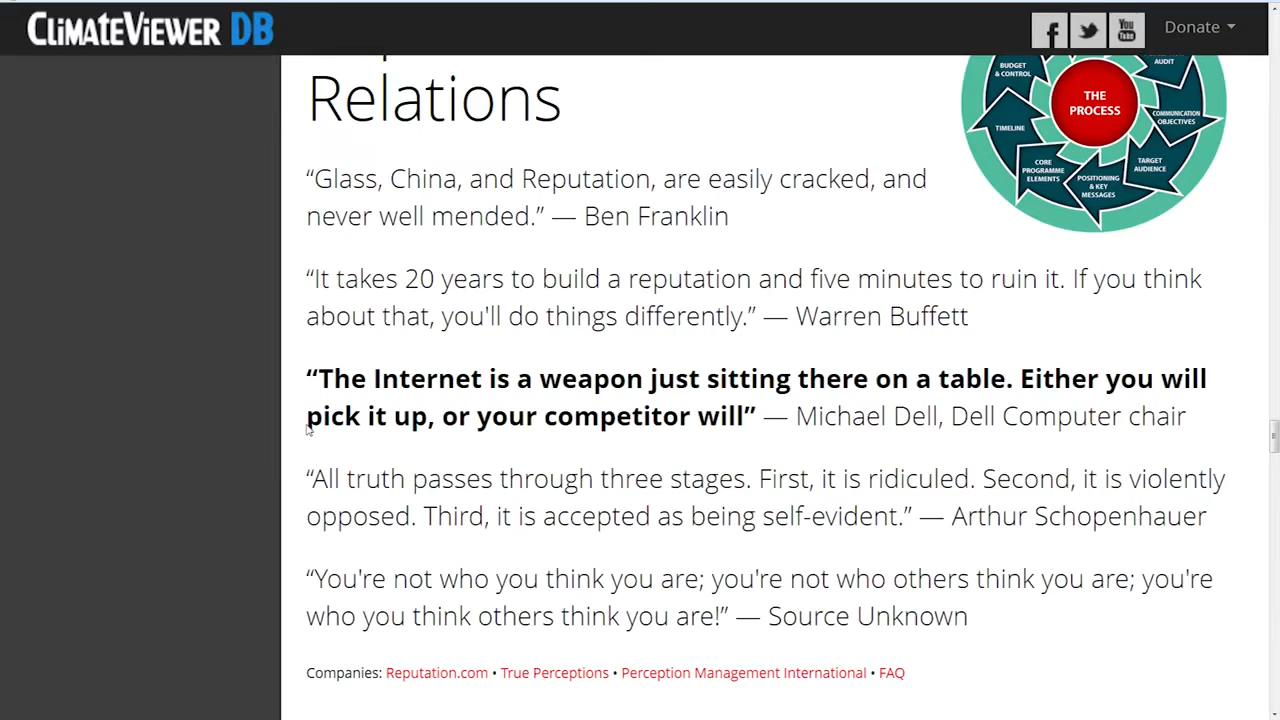 CLIMATEVIEWER DB
You Tube
Donate
Relations
BUDGET & CONTROL
AUDIT
THE PROCESS
COMMUNICATION OBJECTIVES
TIMELINE
TARGET AUDIENCE
CORE PROGRAMME ELEMENTS
POSITIONING & KEY MESSAGES
“Glass, China, and Reputation, are easily cracked, and
never well mended.” — Ben Franklin
“It takes 20 years to build a reputation and five minutes to ruin it. If you think
about that, you'll do things differently.” — Warren Buffett
“The Internet is a weapon just sitting there on a table. Either you will
pick it up, or your competitor will” — Michael Dell, Dell Computer chair
“All truth passes through three stages. First, it is ridiculed. Second, it is violently
opposed. Third, it is accepted as being self-evident.” — Arthur Schopenhauer
“You're not who you think you are; you're not who others think you are; you're
who you think others think you are!” — Source Unknown
Companies: Reputation.com • True Perceptions • Perception Management International • FAQ